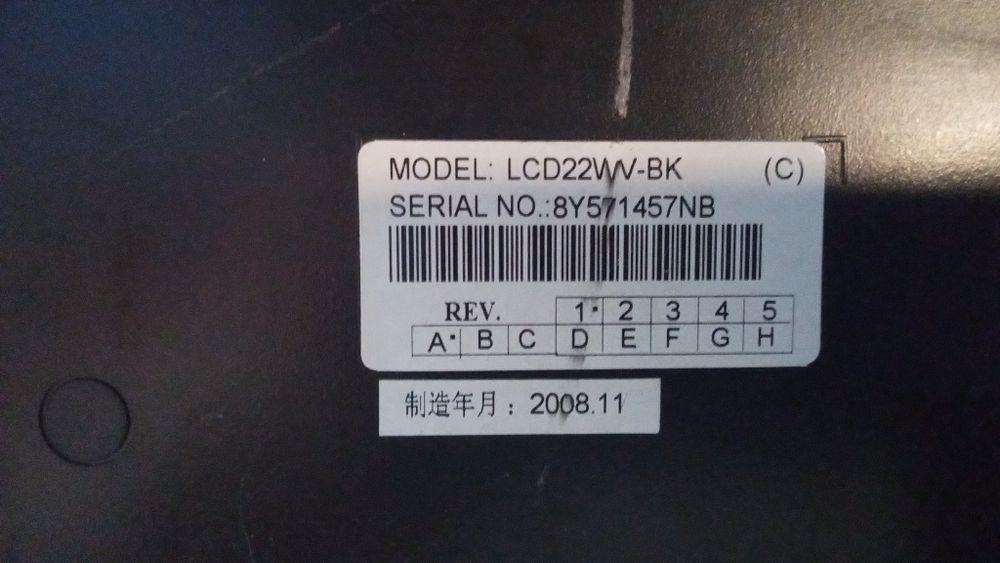 MODEL: LCD22WV-BK (C)
SERIAL NO.:8Y571457NB
REV. 1· 2 3 4 5
A· B C D E F G H
制造年月：2008.11